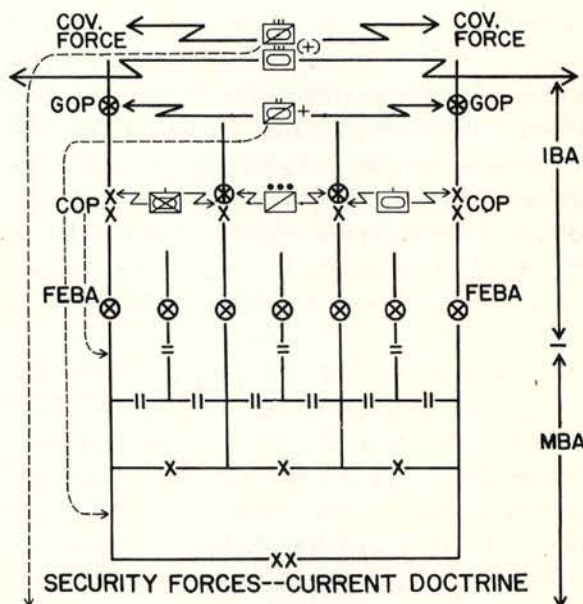 COV. FORCE
COV. FORCE
(+)
GOP
+
GOP
IBA
COP
COP
FEBA
FEBA
MBA
XX
SECURITY FORCES--CURRENT DOCTRINE